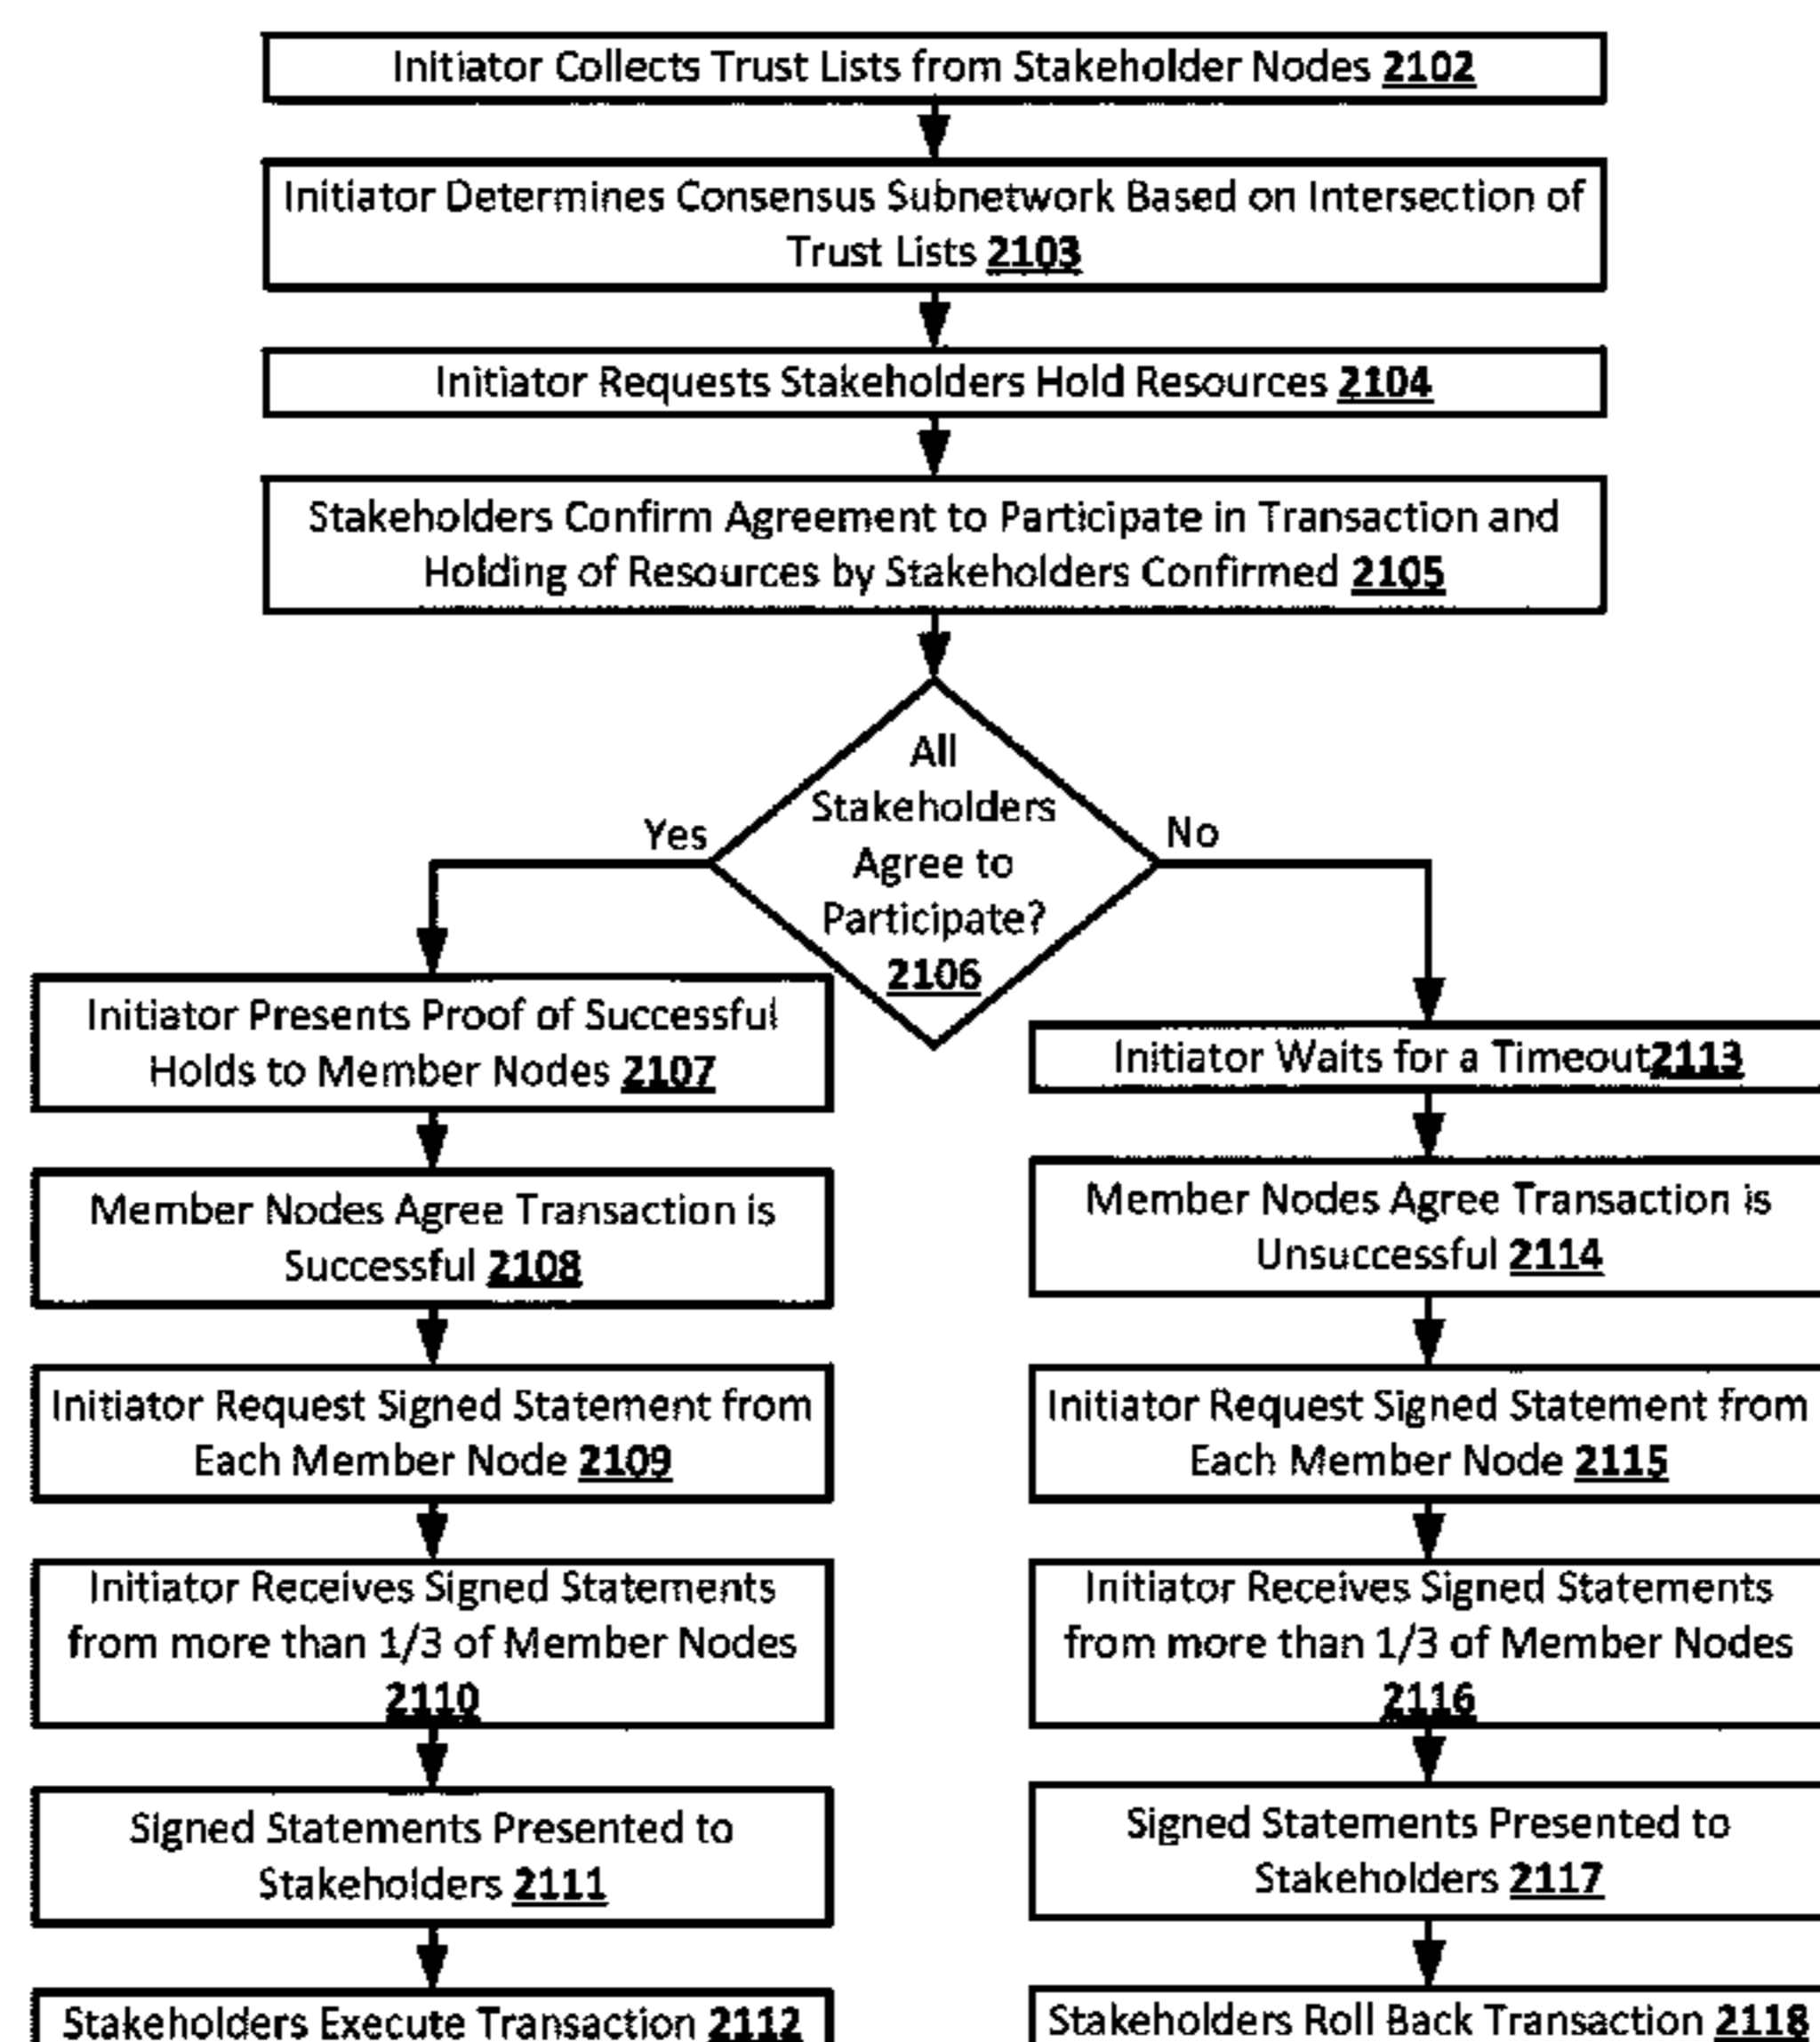 Initiator Collects Trust Lists from Stakeholder Nodes 2102
Initiator Determines Consensus Subnetwork Based on Intersection of
Trust Lists 2103
Initiator Requests Stakeholders Hold Resources 2104
Stakeholders Confirm Agreement to Participate in Transaction and
Holding of Resources by Stakeholders Confirmed 2105
All
Stakeholders
Agree to
Participate?
2106
Yes
No
Initiator Presents Proof of Successful
Holds to Member Nodes 2107
Member Nodes Agree Transaction is
Successful 2108
Initiator Request Signed Statement from
Each Member Node 2109
Initiator Receives Signed Statements
from more than 1/3 of Member Nodes
2110
Signed Statements Presented to
Stakeholders 2111
Stakeholders Execute Transaction 2112
Initiator Waits for a Timeout2113
Member Nodes Agree Transaction is
Unsuccessful 2114
Initiator Request Signed Statement from
Each Member Node 2115
Initiator Receives Signed Statements
from more than 1/3 of Member Nodes
2116
Signed Statements Presented to
Stakeholders 2117
Stakeholders Roll Back Transaction 2118